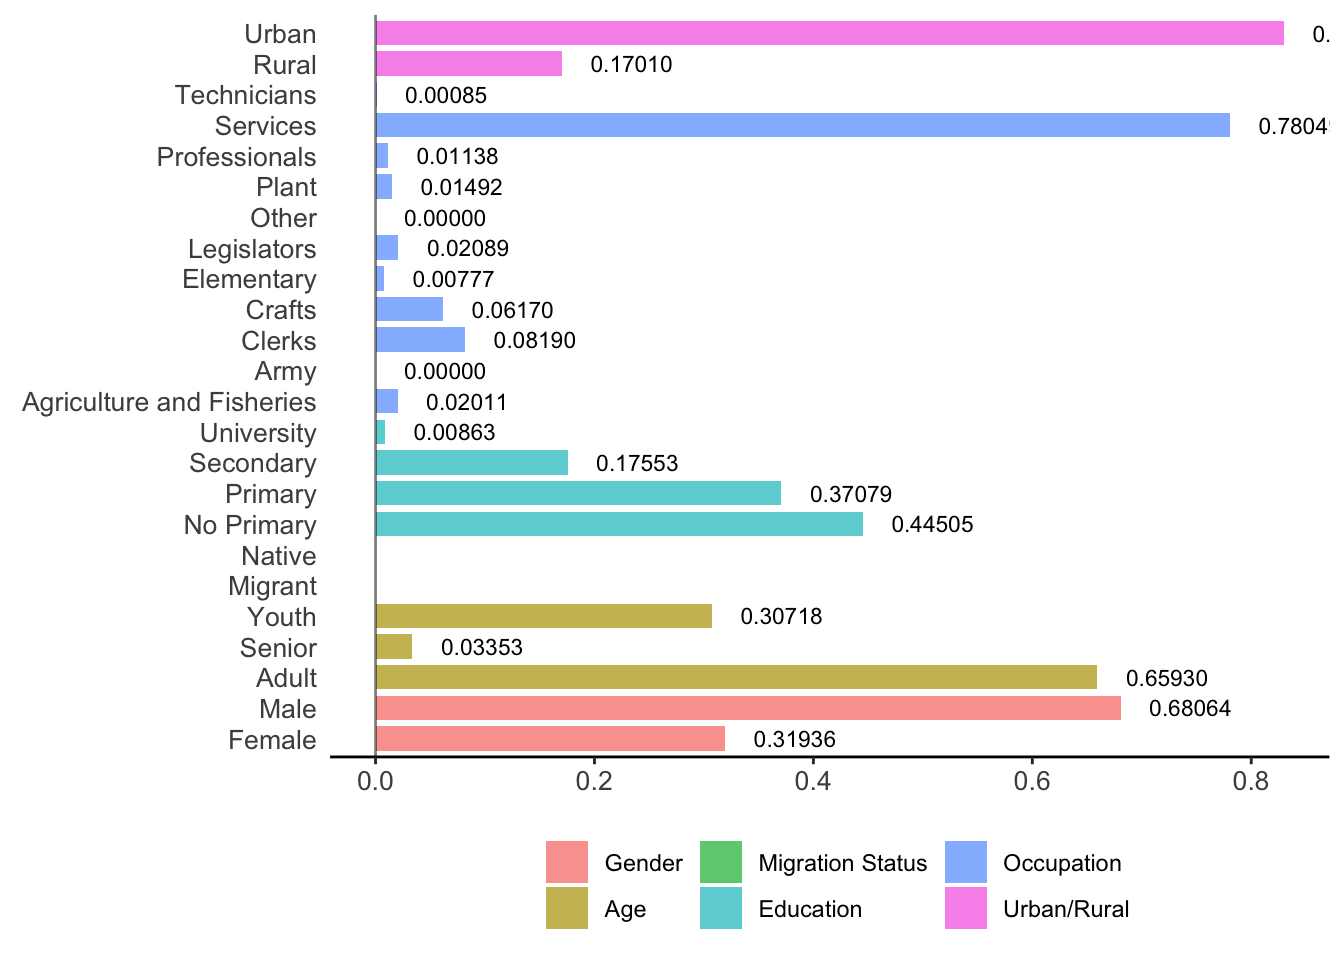 Urban 0.
Rural 0.17010
Technicians 0.00085
Services 0.7804
Professionals 0.01138
Plant 0.01492
Other 0.00000
Legislators 0.02089
Elementary 0.00777
Crafts 0.06170
Clerks 0.08190
Army 0.00000
Agriculture and Fisheries 0.02011
University 0.00863
Secondary 0.17553
Primary 0.37079
No Primary 0.44505
Native
Migrant
Youth 0.30718
Senior 0.03353
Adult 0.65930
Male 0.68064
Female 0.31936
0.0 0.2 0.4 0.6 0.8
Gender Migration Status Occupation
Age Education Urban/Rural